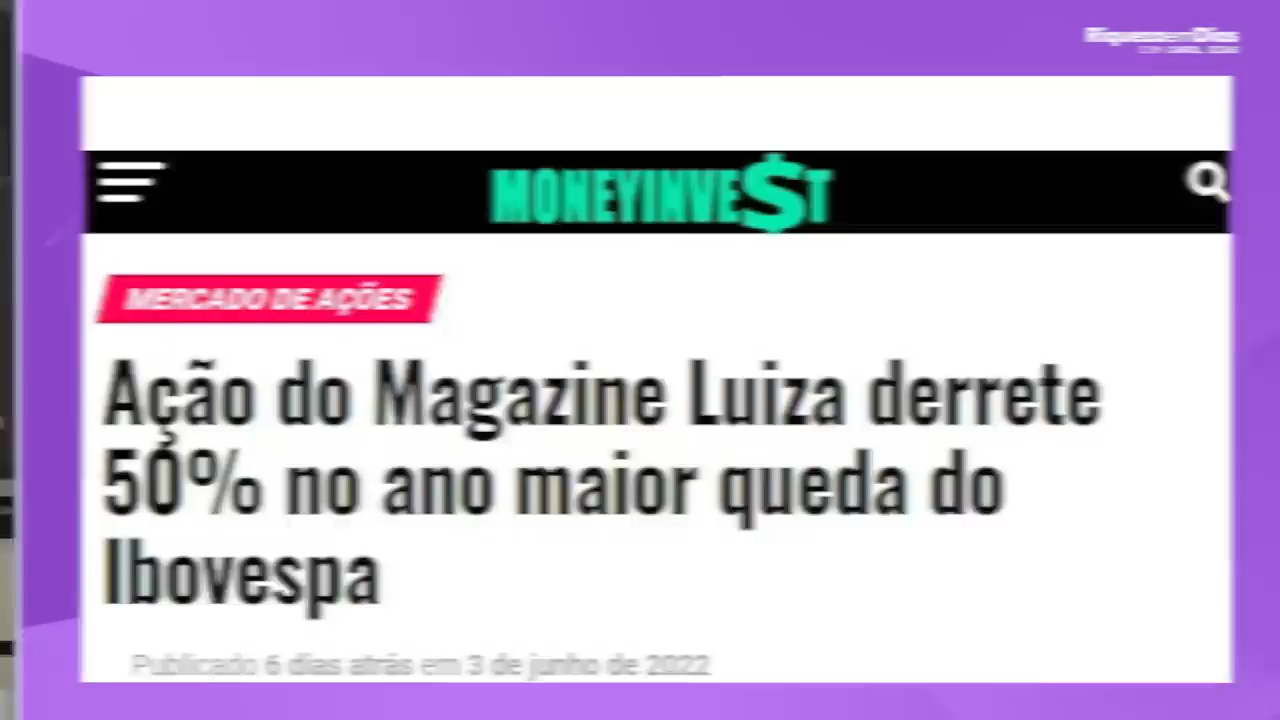 MONEYINVE$T
MERCADO DE AÇÕES
Ação do Magazine Luiza derrete
50% no ano maior queda do
Ibovespa
Publicado 6 dias atrás em 3 de junho de 2022